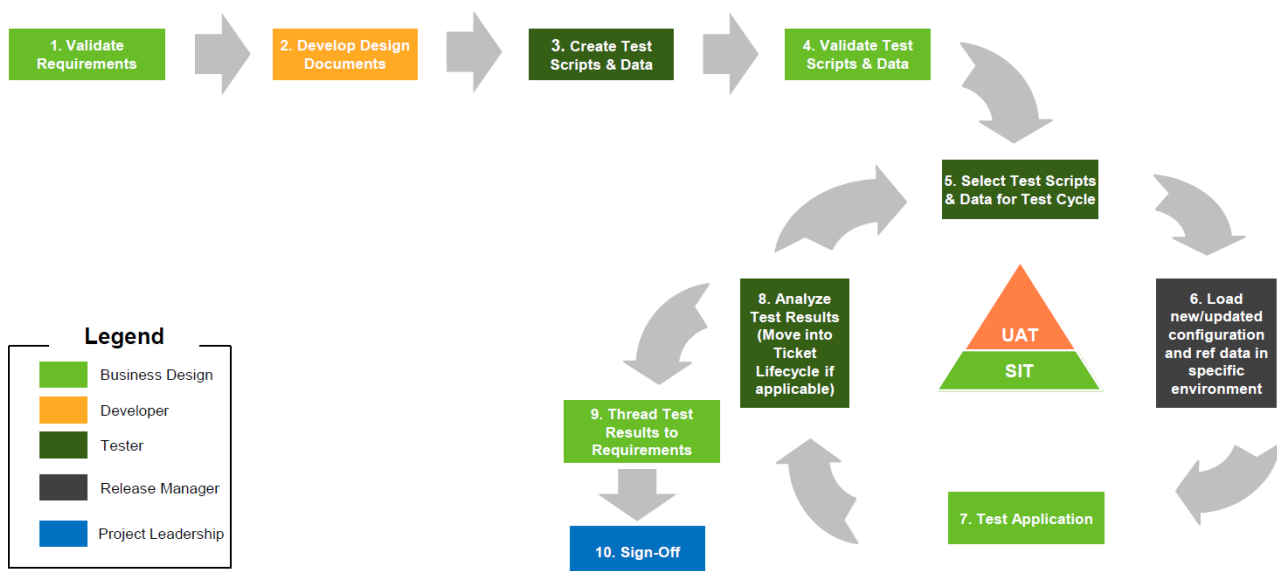 1. Validate
Requirements
2. Develop Design
Documents
3. Create Test
Scripts & Data
4. Validate Test
Scripts & Data
5. Select Test Scripts
& Data for Test Cycle
6. Load
new/updated
configuration
and ref data in
specific
environment
7. Test Application
8. Analyze
Test Results
(Move into
Ticket
Lifecycle if
applicable)
UAT
SIT
9. Thread Test
Results to
Requirements
10. Sign-Off
Legend
Business Design
Developer
Tester
Release Manager
Project Leadership